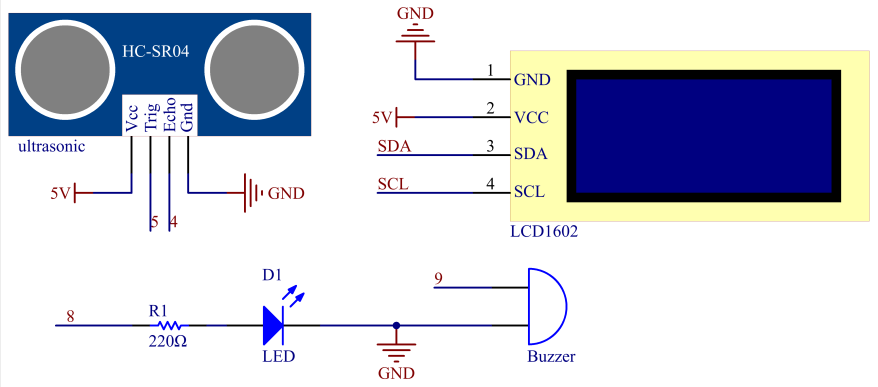 HC-SR04
Vcc
Trig
Echo
Gnd
ultrasonic
5V
GND
5
4
GND
1 GND
5V 2 VCC
SDA 3 SDA
SCL 4 SCL
LCD1602
8
R1
220Ω
D1
LED
GND
9
Buzzer